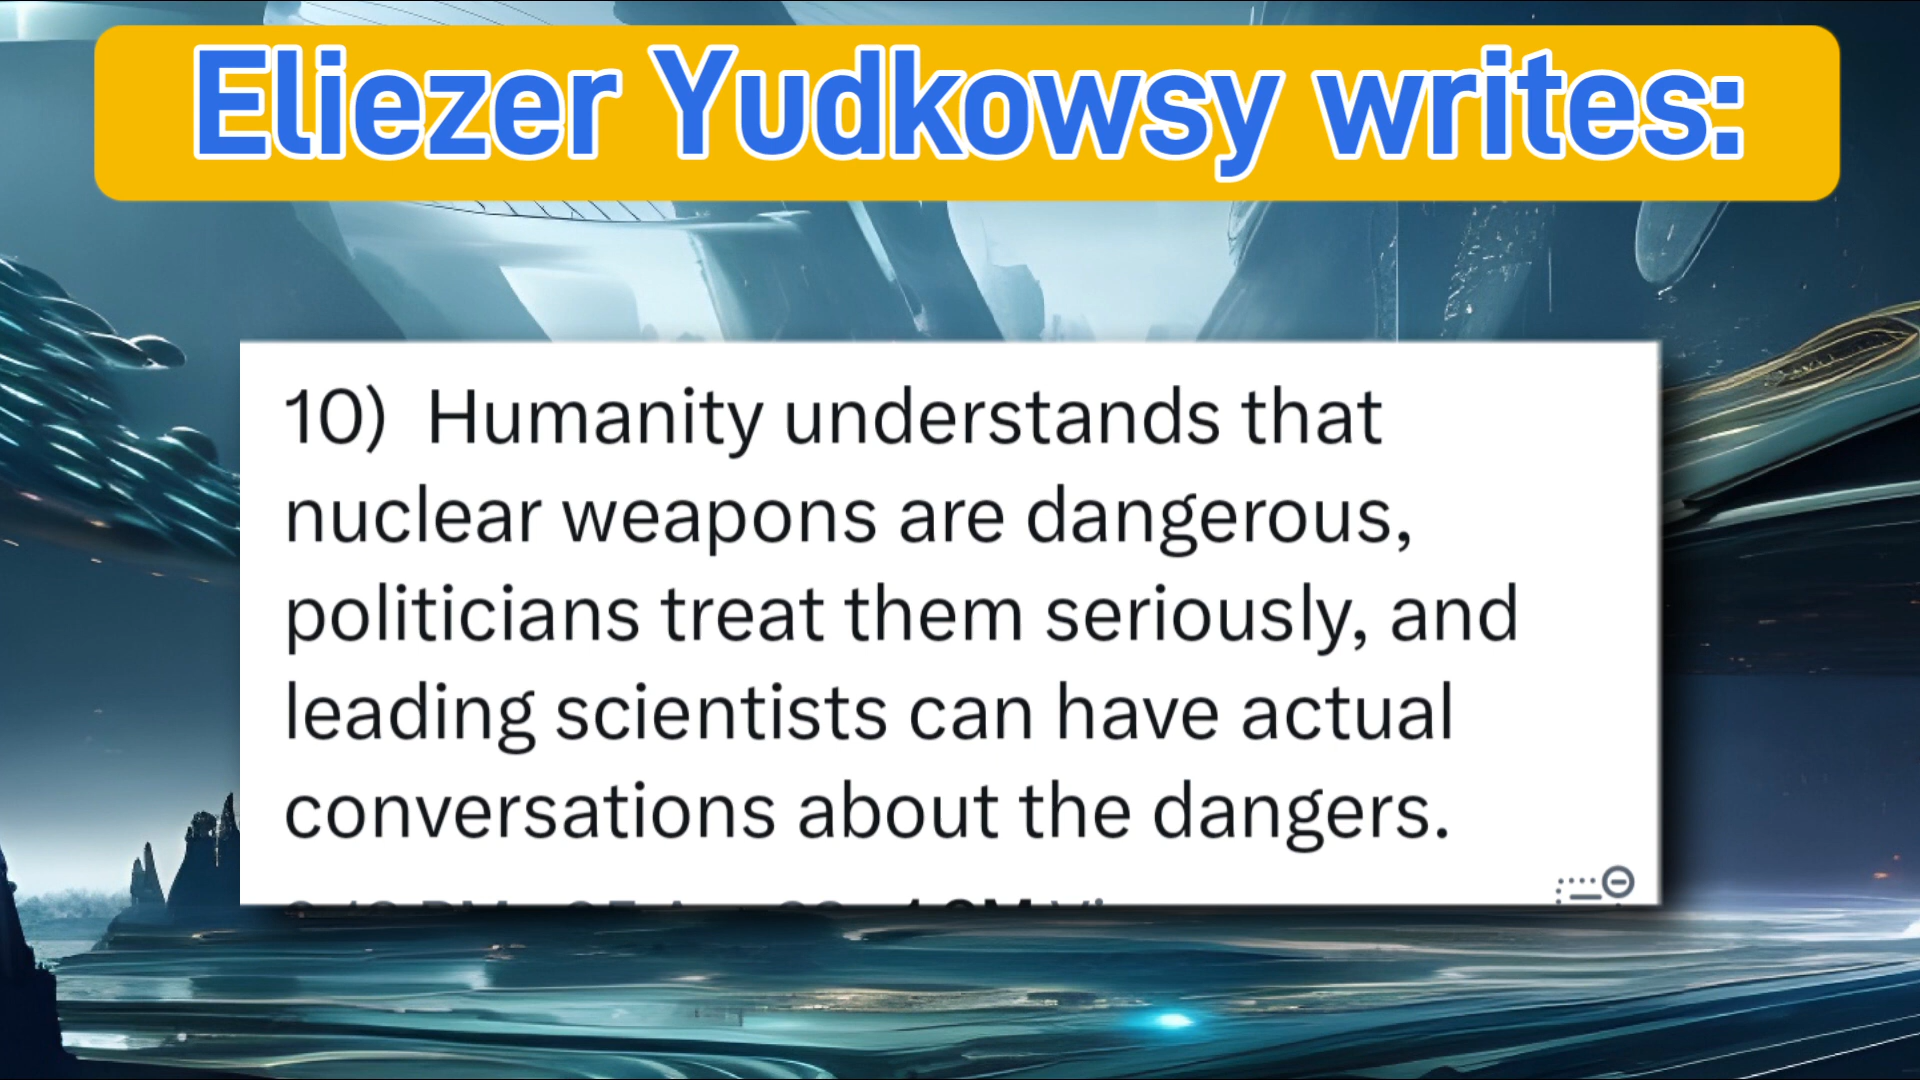 Eliezer Yudkowsy writes:
10) Humanity understands that
nuclear weapons are dangerous,
politicians treat them seriously, and
leading scientists can have actual
conversations about the dangers.